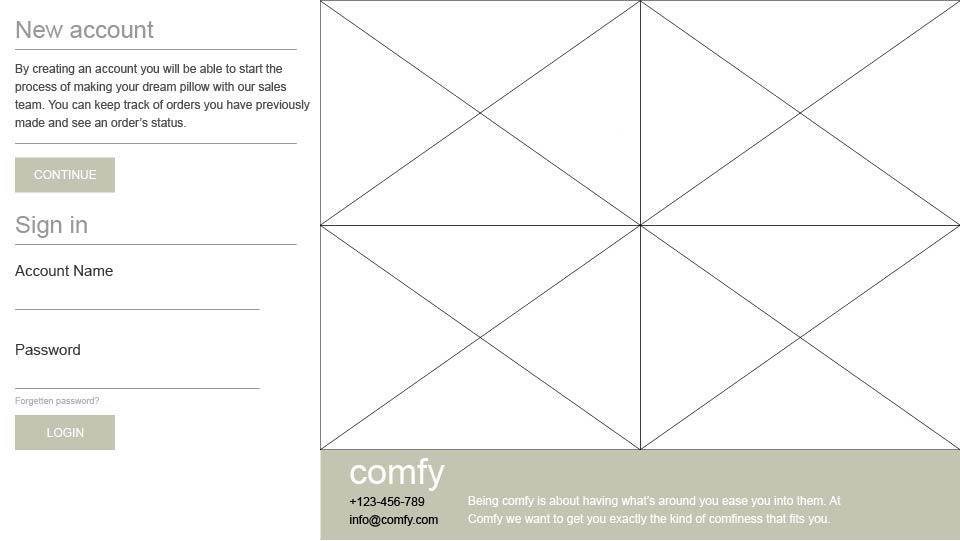 New account
By creating an account you will be able to start the
process of making your dream pillow with our sales
team. You can keep track of orders you have previously
made and see an order’s status.
CONTINUE
Sign in
Account Name
Password
Forgetten password?
LOGIN
comfy
+123-456-789
info@comfy.com
Being comfy is about having what’s around you ease you into them. At
Comfy we want to get you exactly the kind of comfiness that fits you.